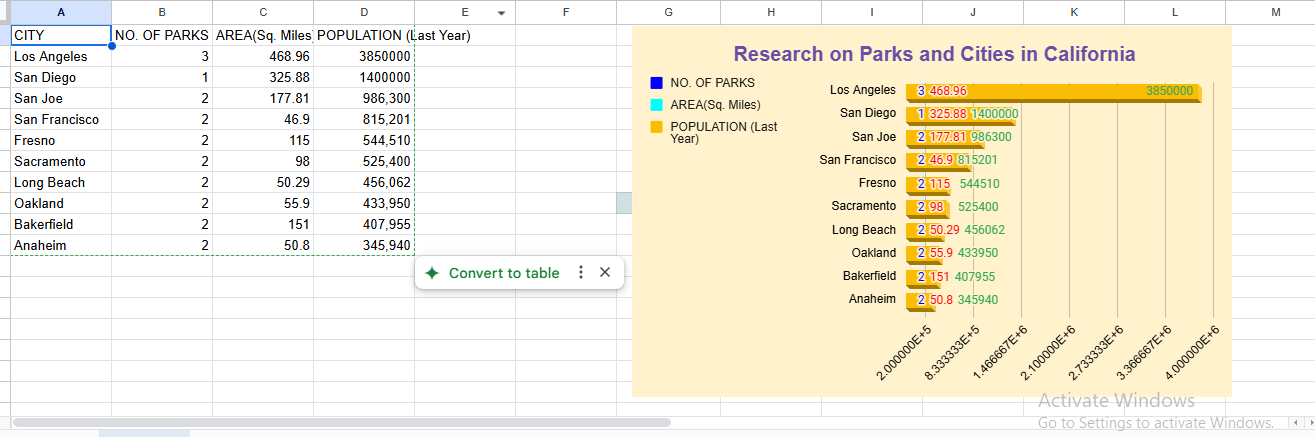 A B C D E F G H I J K L M
CITY NO. OF PARKS AREA(Sq. Miles) POPULATION (Last Year)
Los Angeles 3 468.96 3850000
San Diego 1 325.88 1400000
San Joe 2 177.81 986,300
San Francisco 2 46.9 815,201
Fresno 2 115 544,510
Sacramento 2 98 525,400
Long Beach 2 50.29 456,062
Oakland 2 55.9 433,950
Bakerfield 2 151 407,955
Anaheim 2 50.8 345,940
Convert to table
Research on Parks and Cities in California
NO. OF PARKS
AREA(Sq. Miles)
POPULATION (Last
Year)
Los Angeles 3 468.96 3850000
San Diego 1 325.88 1400000
San Joe 2 177.81 986300
San Francisco 2 46.9 815201
Fresno 2 115 544510
Sacramento 2 98 525400
Long Beach 2 50.29 456062
Oakland 2 55.9 433950
Bakerfield 2 151 407955
Anaheim 2 50.8 345940
2.000000E+5 8.333333E+5 1.466667E+6 2.100000E+6 2.733333E+6 3.366667E+6 4.000000E+6
Activate Windows
Go to Settings to activate Windows.